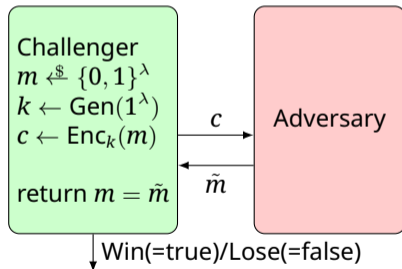 Challenger
m ←$ {0, 1}^λ
k ← Gen(1^λ)
c ← Enc_k(m)
return m = m̃
c
m̃
Adversary
Win(=true)/Lose(=false)